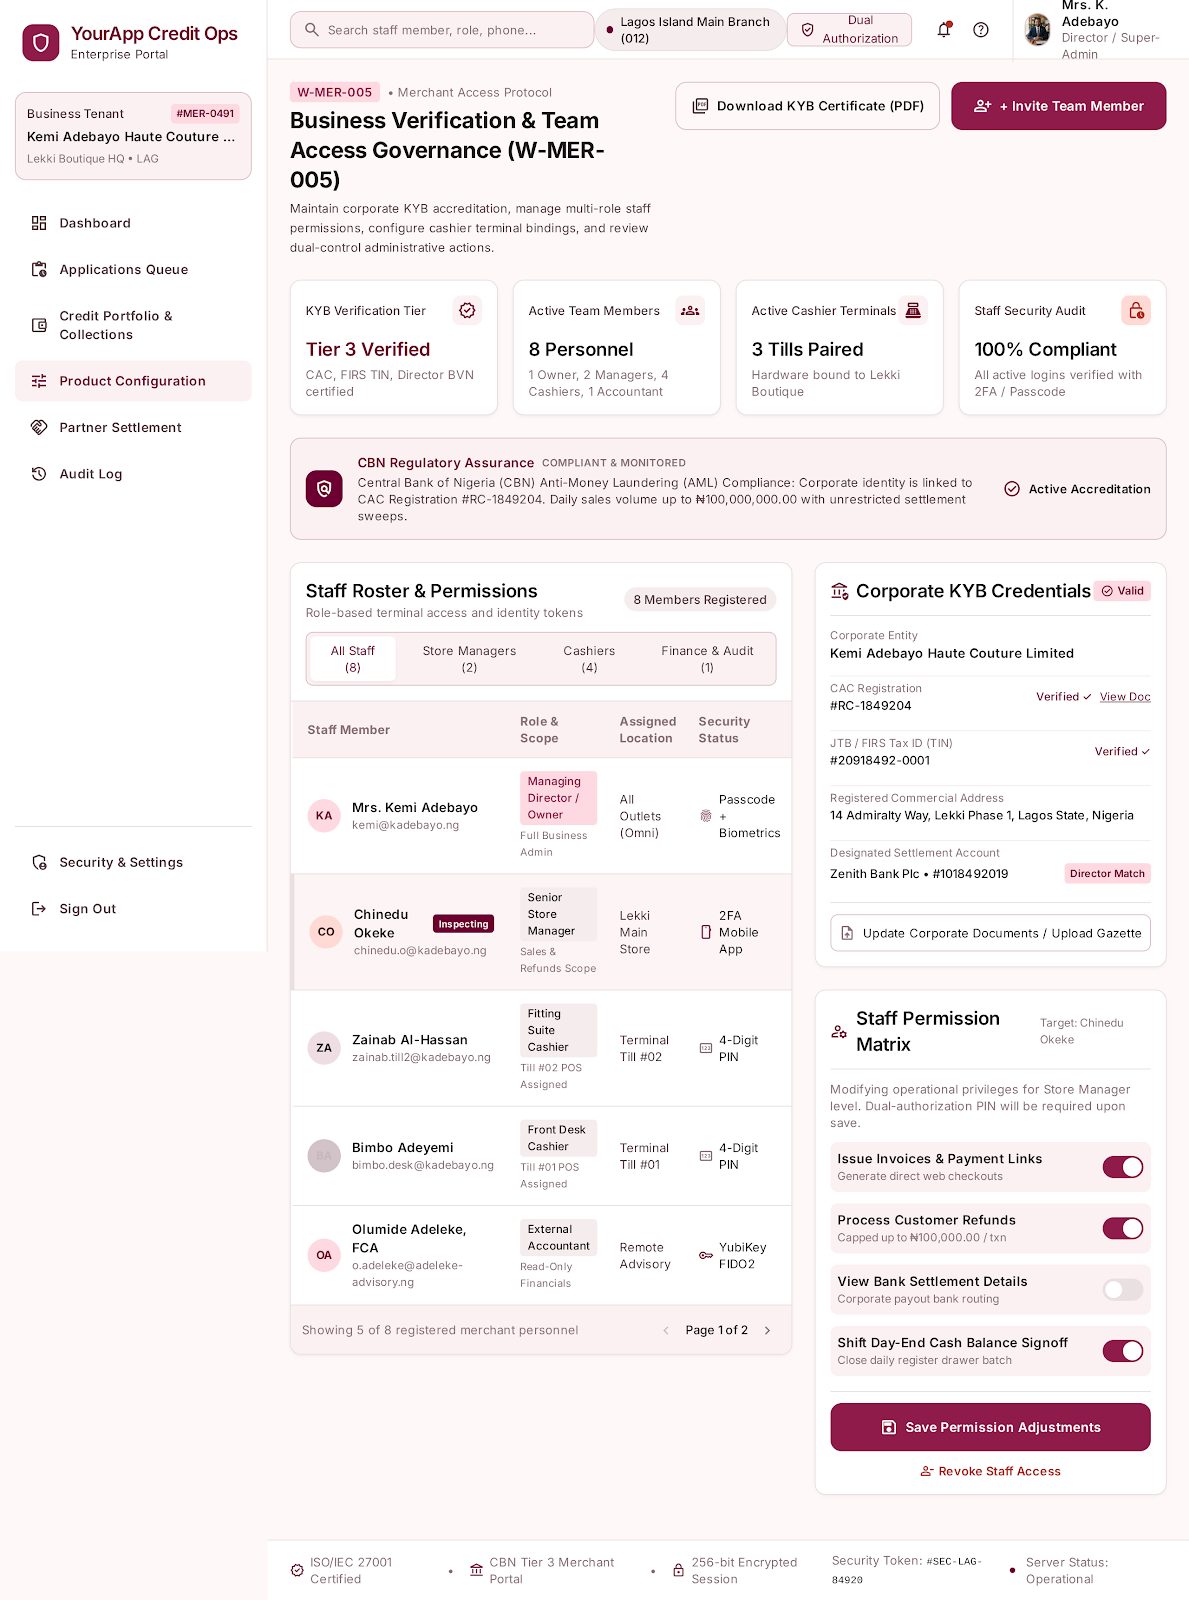 YourApp Credit Ops
Enterprise Portal
Business Tenant
#MER-0491
Kemi Adebayo Haute Couture ...
Lekki Boutique HQ • LAG
Dashboard
Applications Queue
Credit Portfolio &
Collections
Product Configuration
Partner Settlement
Audit Log
Security & Settings
Sign Out
Search staff member, role, phone...
Lagos Island Main Branch
(012)
Dual
Authorization
Mrs. K.
Adebayo
Director / Super-
Admin
W-MER-005
• Merchant Access Protocol
Business Verification & Team
Access Governance (W-MER-
005)
Maintain corporate KYB accreditation, manage multi-role staff
permissions, configure cashier terminal bindings, and review
dual-control administrative actions.
Download KYB Certificate (PDF)
+ Invite Team Member
KYB Verification Tier
Tier 3 Verified
CAC, FIRS TIN, Director BVN
certified
Active Team Members
8 Personnel
1 Owner, 2 Managers, 4
Cashiers, 1 Accountant
Active Cashier Terminals
3 Tills Paired
Hardware bound to Lekki
Boutique
Staff Security Audit
100% Compliant
All active logins verified with
2FA / Passcode
CBN Regulatory Assurance COMPLIANT & MONITORED
Central Bank of Nigeria (CBN) Anti-Money Laundering (AML) Compliance: Corporate identity is linked to
CAC Registration #RC-1849204. Daily sales volume up to ₦100,000,000.00 with unrestricted settlement
sweeps.
Active Accreditation
Staff Roster & Permissions
Role-based terminal access and identity tokens
8 Members Registered
All Staff
(8)
Store Managers
(2)
Cashiers
(4)
Finance & Audit
(1)
Staff Member
Role &
Scope
Assigned
Location
Security
Status
KA
Mrs. Kemi Adebayo
kemi@kadebayo.ng
Managing
Director /
Owner
Full Business
Admin
All
Outlets
(Omni)
Passcode
+
Biometrics
CO
Chinedu
Okeke
Inspecting
chinedu.o@kadebayo.ng
Senior
Store
Manager
Sales &
Refunds Scope
Lekki
Main
Store
2FA
Mobile
App
ZA
Zainab Al-Hassan
zainab.till2@kadebayo.ng
Fitting
Suite
Cashier
Till #02 POS
Assigned
Terminal
Till #02
4-Digit
PIN
BA
Bimbo Adeyemi
bimbo.desk@kadebayo.ng
Front Desk
Cashier
Till #01 POS
Assigned
Terminal
Till #01
4-Digit
PIN
OA
Olumide Adeleke,
FCA
o.adeleke@adeleke-
advisory.ng
External
Accountant
Read-Only
Financials
Remote
Advisory
YubiKey
FIDO2
Showing 5 of 8 registered merchant personnel
Page 1 of 2
Corporate KYB Credentials
Valid
Corporate Entity
Kemi Adebayo Haute Couture Limited
CAC Registration
#RC-1849204
Verified ✓ View Doc
JTB / FIRS Tax ID (TIN)
#20918492-0001
Verified ✓
Registered Commercial Address
14 Admiralty Way, Lekki Phase 1, Lagos State, Nigeria
Designated Settlement Account
Zenith Bank Plc • #1018492019
Director Match
Update Corporate Documents / Upload Gazette
Staff Permission
Matrix
Target: Chinedu
Okeke
Modifying operational privileges for Store Manager
level. Dual-authorization PIN will be required upon
save.
Issue Invoices & Payment Links
Generate direct web checkouts
Process Customer Refunds
Capped up to ₦100,000.00 / txn
View Bank Settlement Details
Corporate payout bank routing
Shift Day-End Cash Balance Signoff
Close daily register drawer batch
Save Permission Adjustments
Revoke Staff Access
ISO/IEC 27001
Certified
•
CBN Tier 3 Merchant
Portal
•
256-bit Encrypted
Session
Security Token: #SEC-LAG-
84920
Server Status:
Operational